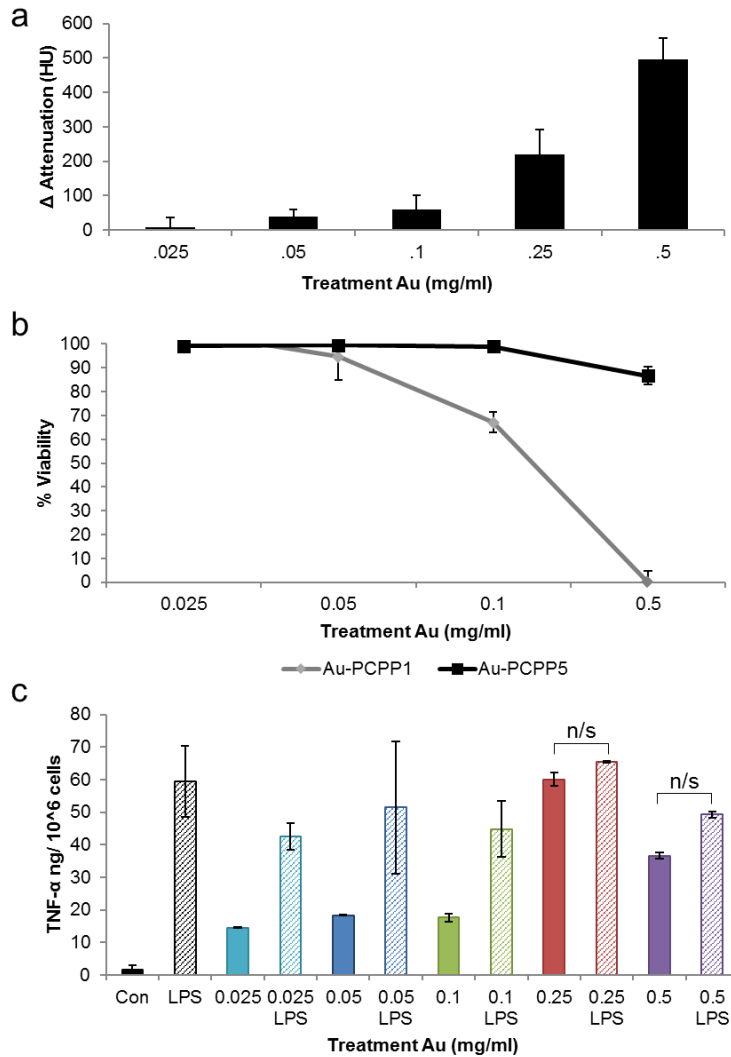 a
Δ Attenuation (HU)
600
500
400
300
200
100
0
.025 .05 .1 .25 .5
Treatment Au (mg/ml)
b
% Viability
100
90
80
70
60
50
40
30
20
10
0
0.025 0.05 0.1 0.5
Treatment Au (mg/ml)
Au-PCPP1 Au-PCPP5
c
TNF-α ng/ 10^6 cells
80
70
60
50
40
30
20
10
0
n/s
n/s
Con LPS 0.025 0.025 0.05 0.05 0.1 0.1 0.25 0.25 0.5 0.5
LPS LPS LPS LPS LPS
Treatment Au (mg/ml)